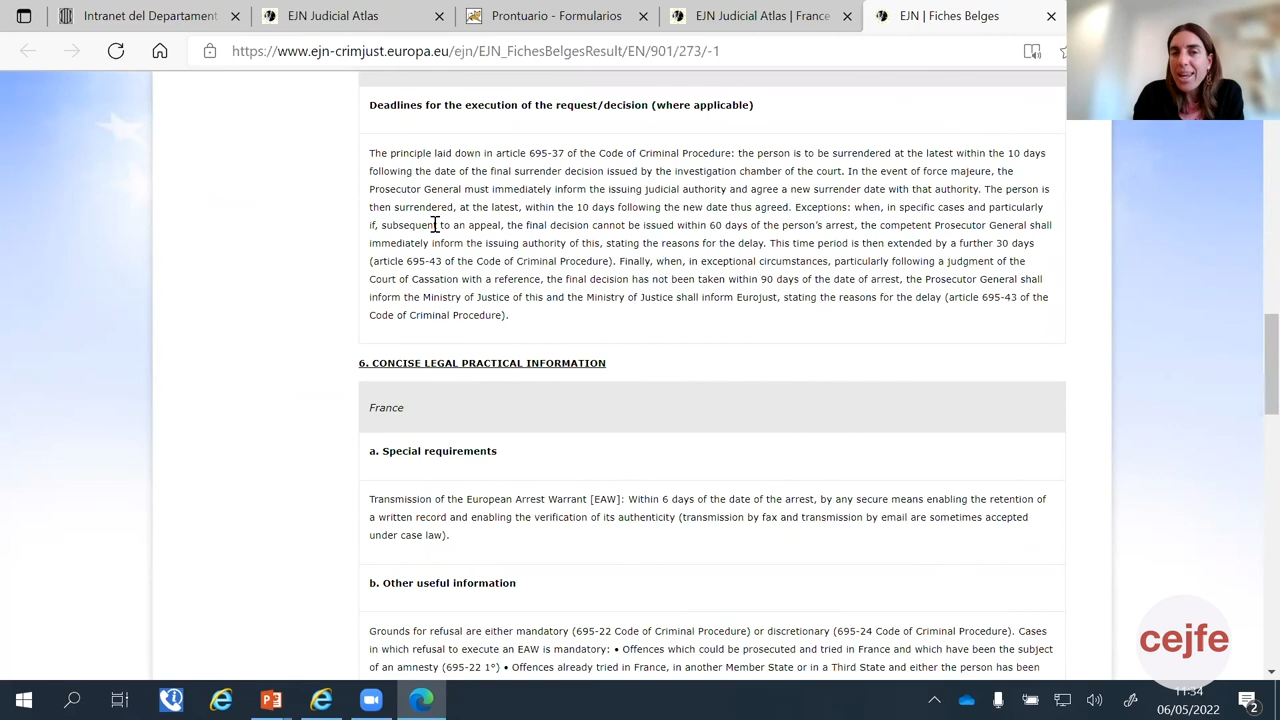 Intranet del Departament
EJN Judicial Atlas
Prontuario - Formularios
EJN Judicial Atlas | France
EJN | Fiches Belges
https://www.ejn-crimjust.europa.eu/ejn/EJN_FichesBelgesResult/EN/901/273/-1
Deadlines for the execution of the request/decision (where applicable)
The principle laid down in article 695-37 of the Code of Criminal Procedure: the person is to be surrendered at the latest within the 10 days
following the date of the final surrender decision issued by the investigation chamber of the court. In the event of force majeure, the
Prosecutor General must immediately inform the issuing judicial authority and agree a new surrender date with that authority. The person is
then surrendered, at the latest, within the 10 days following the new date thus agreed. Exceptions: when, in specific cases and particularly
if, subsequent to an appeal, the final decision cannot be issued within 60 days of the person's arrest, the competent Prosecutor General shall
immediately inform the issuing authority of this, stating the reasons for the delay. This time period is then extended by a further 30 days
(article 695-43 of the Code of Criminal Procedure). Finally, when, in exceptional circumstances, particularly following a judgment of the
Court of Cassation with a reference, the final decision has not been taken within 90 days of the date of arrest, the Prosecutor General shall
inform the Ministry of Justice of this and the Ministry of Justice shall inform Eurojust, stating the reasons for the delay (article 695-43 of the
Code of Criminal Procedure).
6. CONCISE LEGAL PRACTICAL INFORMATION
France
a. Special requirements
Transmission of the European Arrest Warrant [EAW]: Within 6 days of the date of the arrest, by any secure means enabling the retention of
a written record and enabling the verification of its authenticity (transmission by fax and transmission by email are sometimes accepted
under case law).
b. Other useful information
Grounds for refusal are either mandatory (695-22 Code of Criminal Procedure) or discretionary (695-24 Code of Criminal Procedure). Cases
in which refusal to execute an EAW is mandatory: • Offences which could be prosecuted and tried in France and which have been the subject
of an amnesty (695-22 1°) • Offences already tried in France, in another Member State or in a Third State and either the person has been
cejfe
11:34
06/05/2022
2